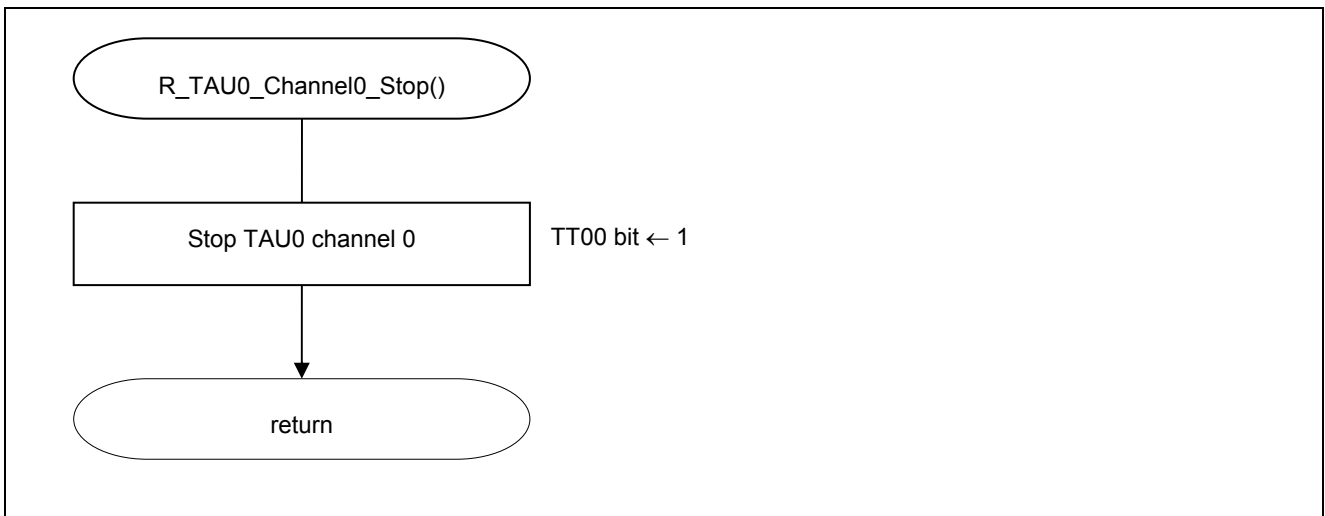 R_TAU0_Channel0_Stop()
Stop TAU0 channel 0
TT00 bit ← 1
return